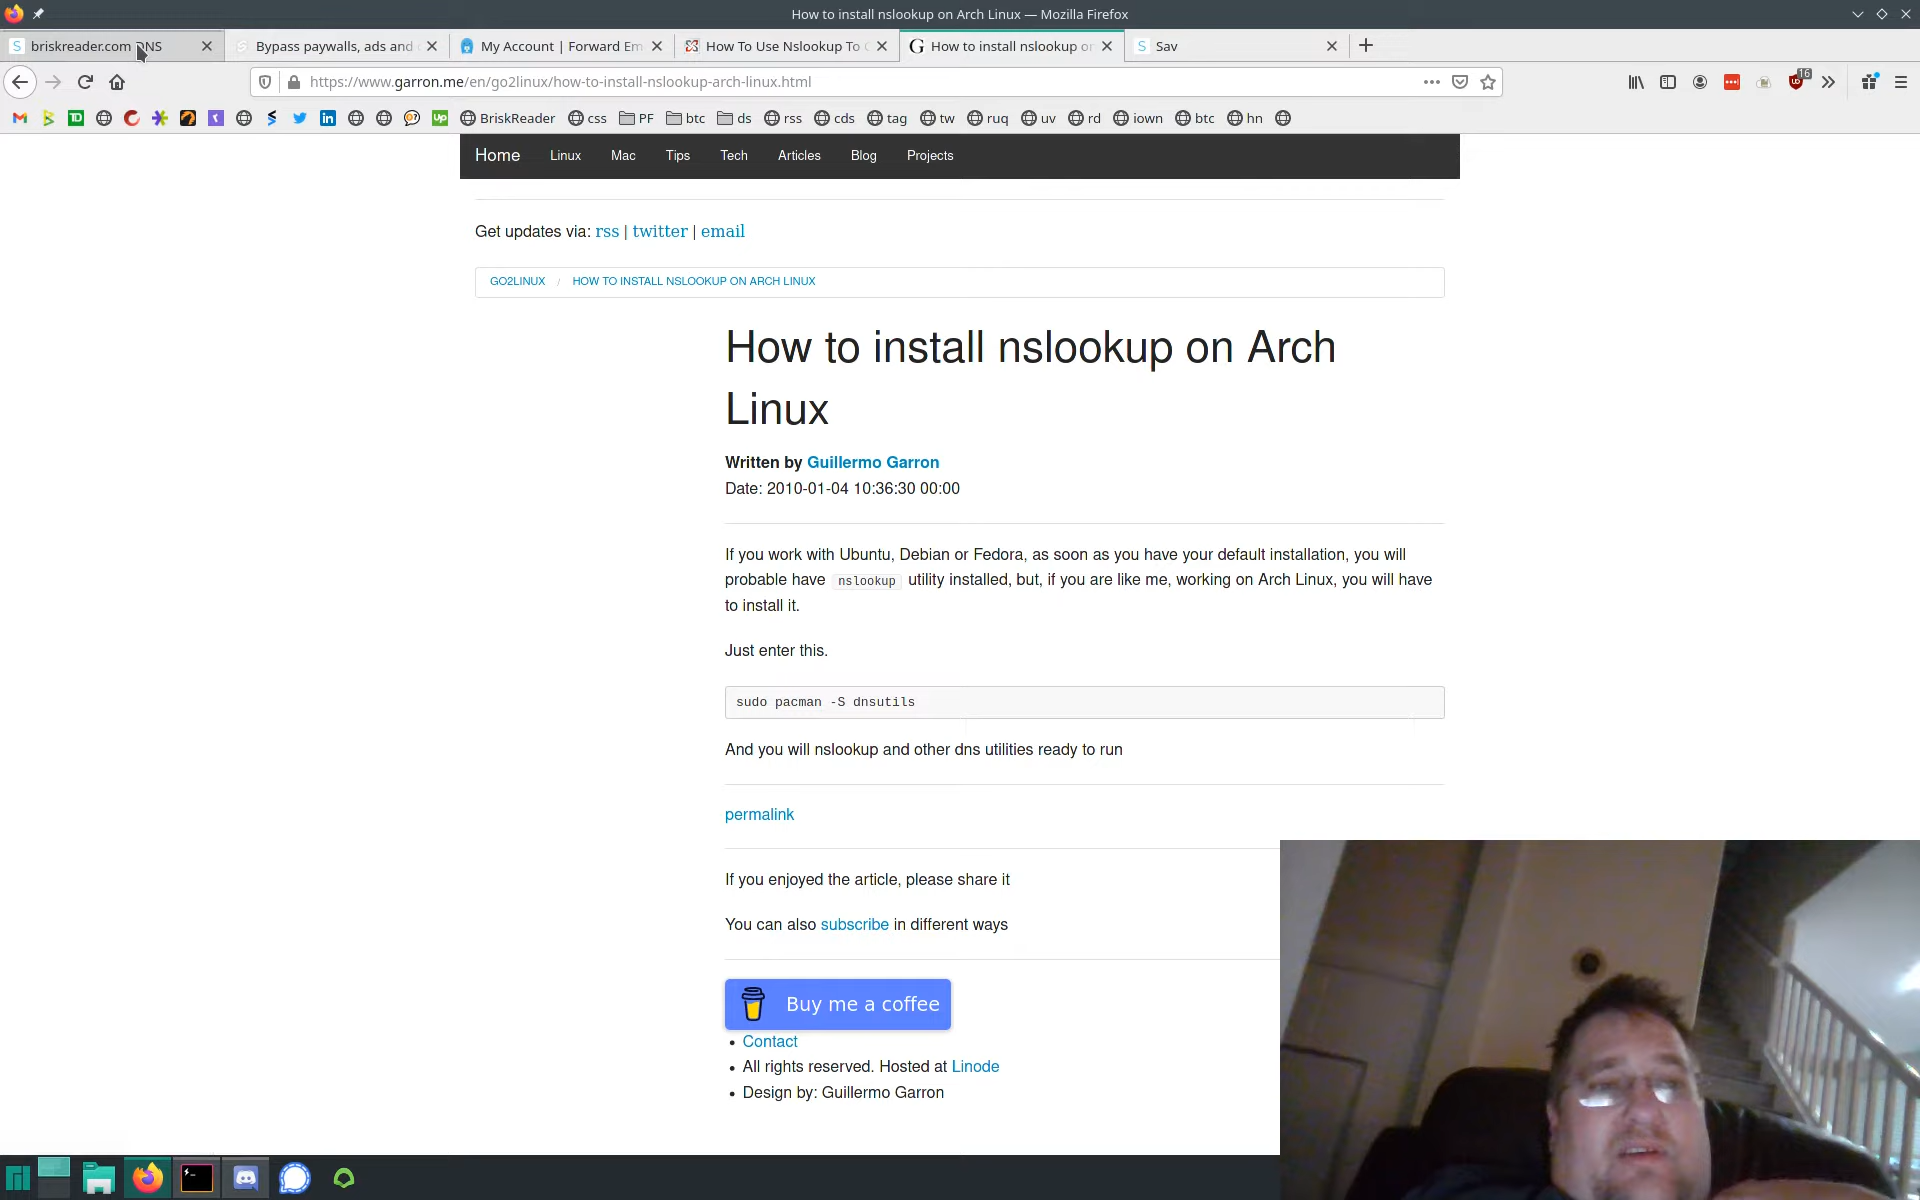 How to install nslookup on Arch Linux — Mozilla Firefox
briskreader.com DNS
Bypass paywalls, ads and
My Account | Forward Em
How To Use Nslookup To
How to install nslookup
Sav
https://www.garron.me/en/go2linux/how-to-install-nslookup-arch-linux.html
16
BriskReader css PF btc ds rss cds tag tw ruq uv rd iown btc hn
Home Linux Mac Tips Tech Articles Blog Projects
Get updates via: rss | twitter | email
GO2LINUX / HOW TO INSTALL NSLOOKUP ON ARCH LINUX
How to install nslookup on Arch
Linux
Written by Guillermo Garron
Date: 2010-01-04 10:36:30 00:00
If you work with Ubuntu, Debian or Fedora, as soon as you have your default installation, you will
probable have nslookup utility installed, but, if you are like me, working on Arch Linux, you will have
to install it.
Just enter this.
sudo pacman -S dnsutils
And you will nslookup and other dns utilities ready to run
permalink
If you enjoyed the article, please share it
You can also subscribe in different ways
Buy me a coffee
Contact
All rights reserved. Hosted at Linode
Design by: Guillermo Garron